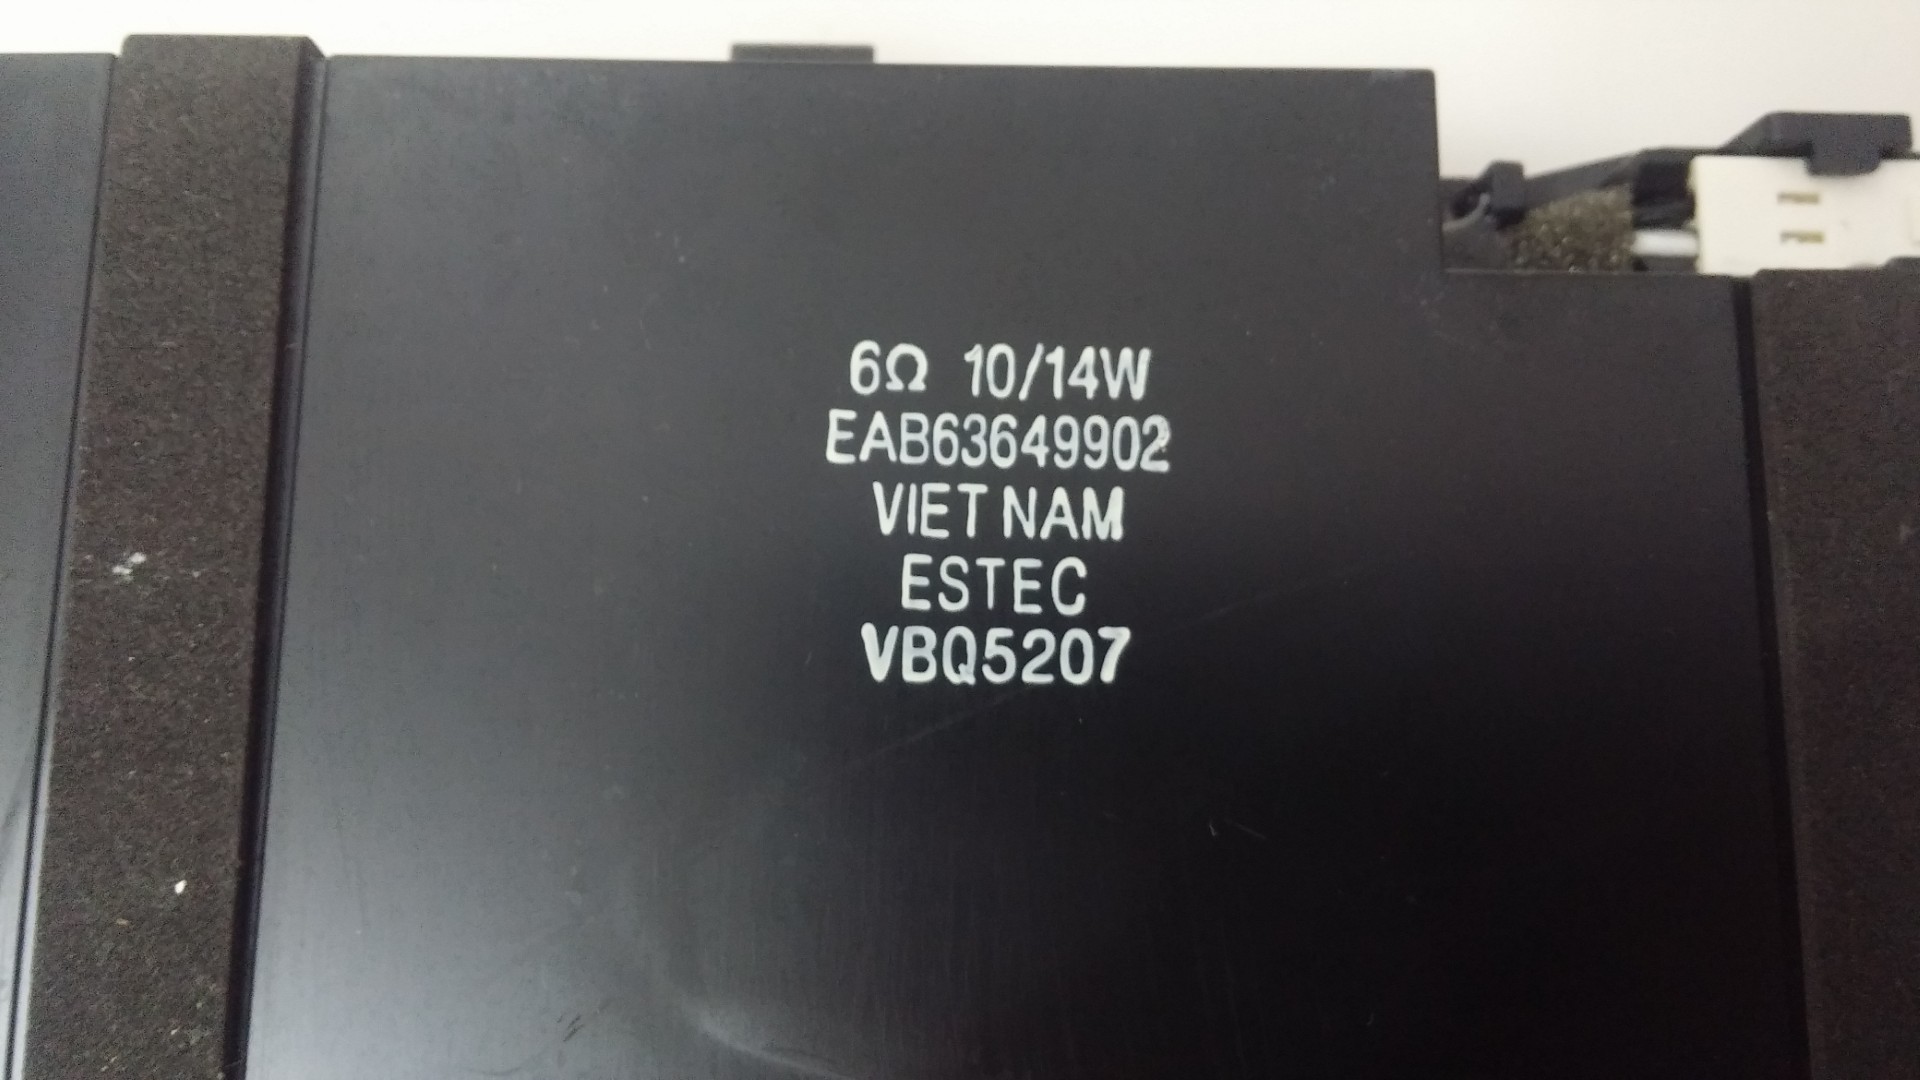 6Ω 10/14W
EAB63649902
VIET NAM
ESTEC
VBQ5207